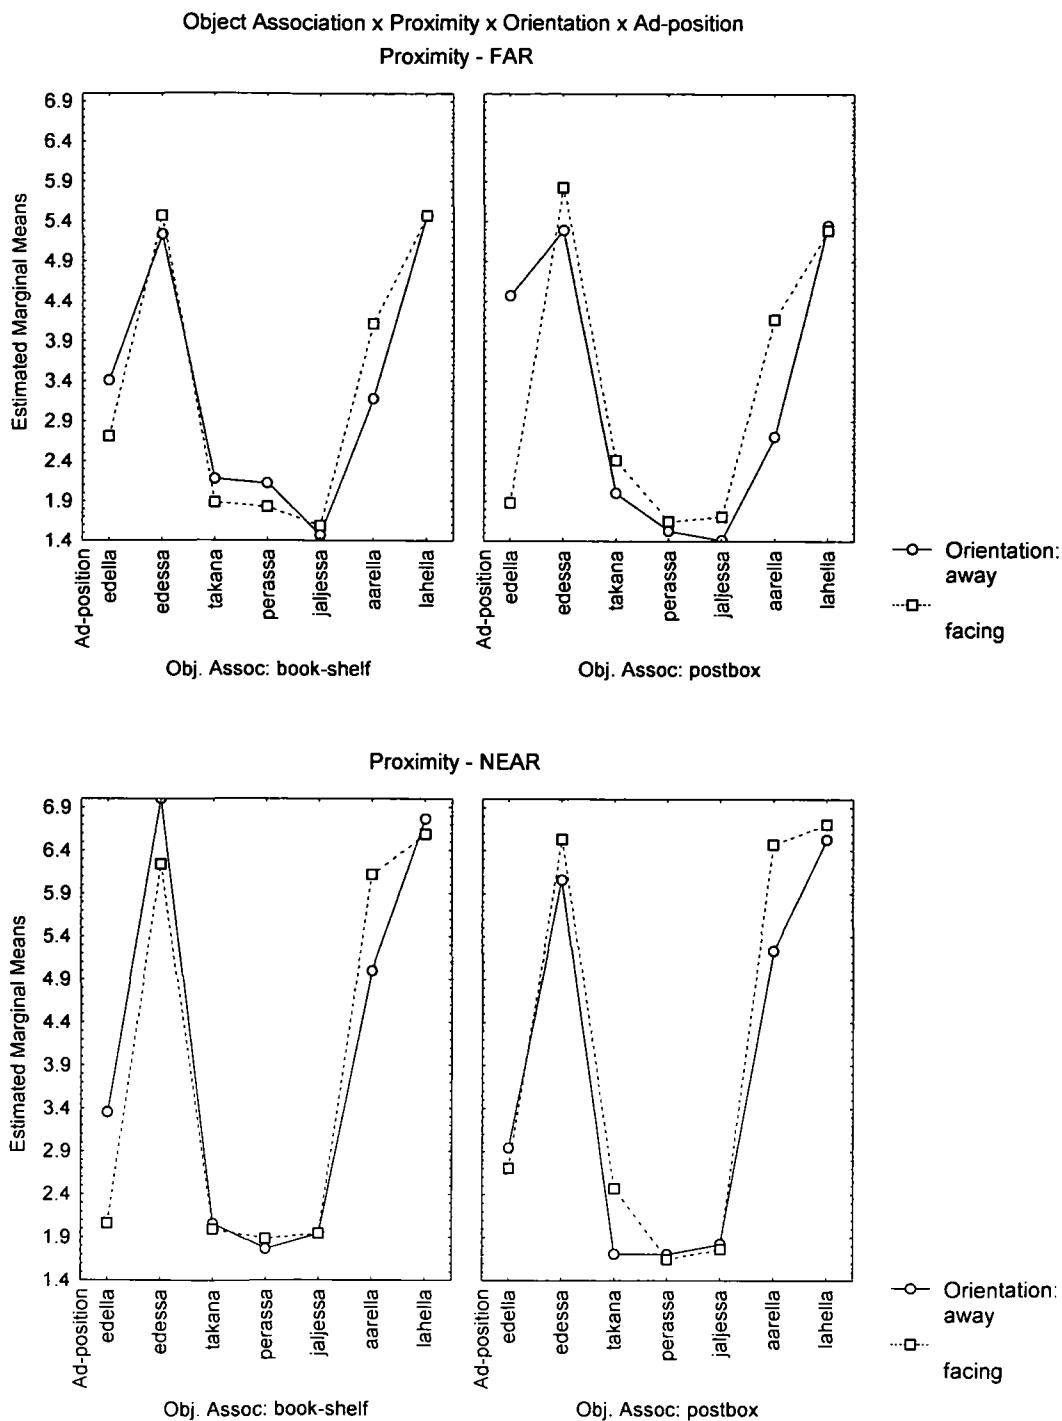 Object Association x Proximity x Orientation x Ad-position
Proximity - FAR
Estimated Marginal Means
6.9
6.4
5.9
5.4
4.9
4.4
3.9
3.4
2.9
2.4
1.9
1.4
Ad-position
edella
edessa
takana
perassa
jaljessa
aarella
lahella
Obj. Assoc: book-shelf
Ad-position
edella
edessa
takana
perassa
jaljessa
aarella
lahella
Obj. Assoc: postbox
Orientation:
away
facing
Proximity - NEAR
Estimated Marginal Means
6.9
6.4
5.9
5.4
4.9
4.4
3.9
3.4
2.9
2.4
1.9
1.4
Ad-position
edella
edessa
takana
perassa
jaljessa
aarella
lahella
Obj. Assoc: book-shelf
Ad-position
edella
edessa
takana
perassa
jaljessa
aarella
lahella
Obj. Assoc: postbox
Orientation:
away
facing